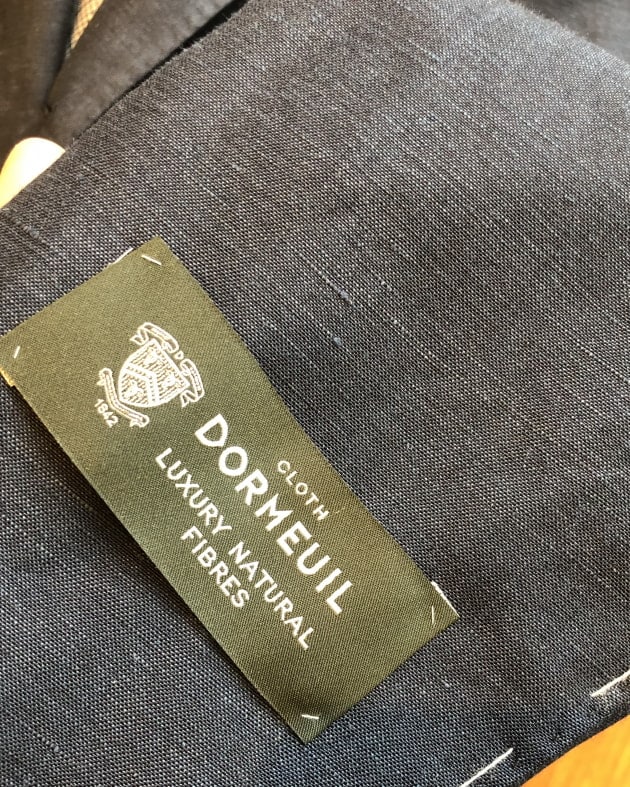 D
1842
CLOTH
DORMEUIL
LUXURY NATURAL
FIBRES